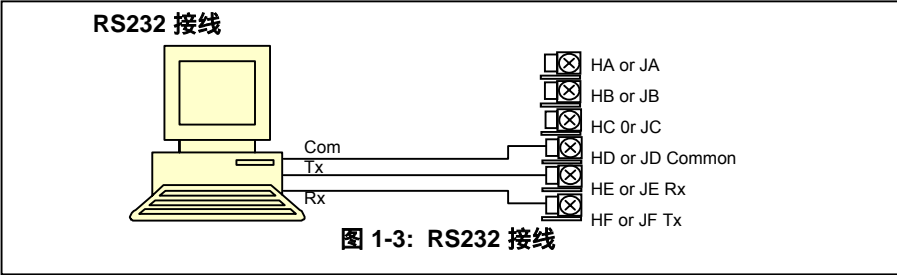 RS232 接线
HA or JA
HB or JB
HC 0r JC
Com
HD or JD Common
Tx
HE or JE Rx
Rx
HF or JF Tx
图 1-3: RS232 接线